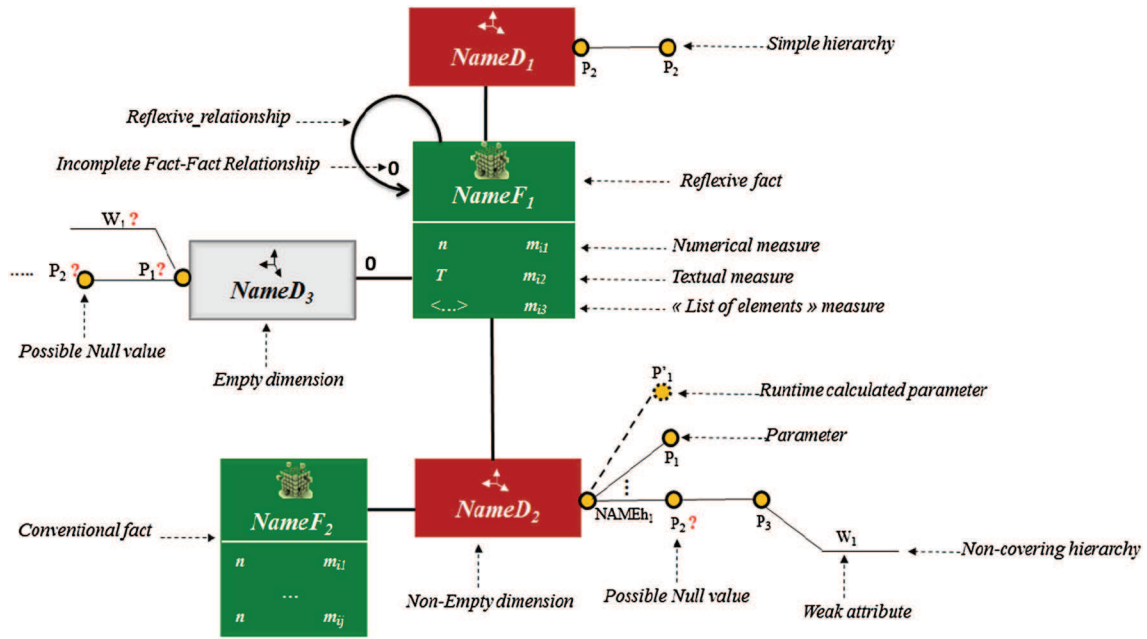 NameD1
P2
P2
Simple hierarchy
Reflexive_relationship
Incomplete Fact-Fact Relationship
0
NameF1
Reflexive fact
n mi1
Numerical measure
T mi2
Textual measure
<...> mi3
« List of elements » measure
W1 ?
..... P2 ? P1 ?
NameD3
0
Possible Null value
Empty dimension
P'1
Runtime calculated parameter
Parameter
P1
NameF2
NameD2
NAMEh1
P2 ?
P3
W1
Conventional fact
Non-covering hierarchy
n mi1
...
n mij
Non-Empty dimension
Possible Null value
Weak attribute